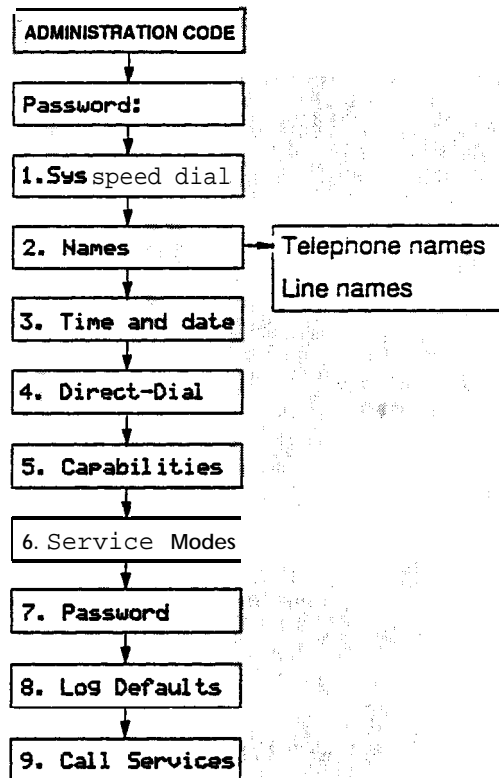 ADMINISTRATION CODE
Password:
1.Sys speed dial
2. Names
Telephone names
Line names
3. Time and date
4. Direct-Dial
5. Capabilities
6. Service Modes
7. Password
8. Log Defaults
9. Call Services